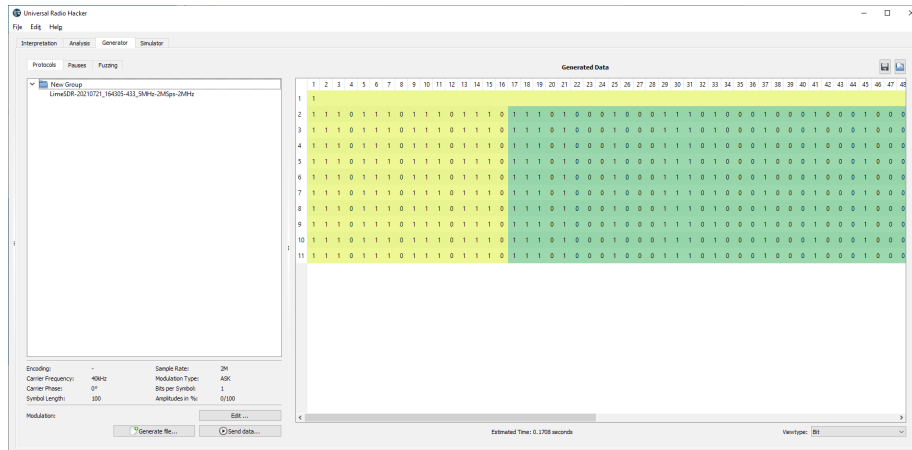 Universal Radio Hacker
File Edit Help
Interpretation Analysis Generator Simulator
Protocols Pauses Fuzzing
Generated Data
New Group
LimeSDR-20210721_164305-433_9MHz-2MSps-2MHz
1 2 3 4 5 6 7 8 9 10 11 12 13 14 15 16 17 18 19 20 21 22 23 24 25 26 27 28 29 30 31 32 33 34 35 36 37 38 39 40 41 42 43 44 45 46 47 48
1 1
2 1 1 1 0 1 1 1 0 1 1 1 0 1 1 1 0 1 1 1 0 1 0 0 0 1 0 0 0 1 1 1 0 1 0 0 0 1 0 0 0 1 0 0 0 1 0 0 0
3 1 1 1 0 1 1 1 0 1 1 1 0 1 1 1 0 1 1 1 0 1 0 0 0 1 0 0 0 1 1 1 0 1 0 0 0 1 0 0 0 1 0 0 0 1 0 0 0
4 1 1 1 0 1 1 1 0 1 1 1 0 1 1 1 0 1 1 1 0 1 0 0 0 1 0 0 0 1 1 1 0 1 0 0 0 1 0 0 0 1 0 0 0 1 0 0 0
5 1 1 1 0 1 1 1 0 1 1 1 0 1 1 1 0 1 1 1 0 1 0 0 0 1 0 0 0 1 1 1 0 1 0 0 0 1 0 0 0 1 0 0 0 1 0 0 0
6 1 1 1 0 1 1 1 0 1 1 1 0 1 1 1 0 1 1 1 0 1 0 0 0 1 0 0 0 1 1 1 0 1 0 0 0 1 0 0 0 1 0 0 0 1 0 0 0
7 1 1 1 0 1 1 1 0 1 1 1 0 1 1 1 0 1 1 1 0 1 0 0 0 1 0 0 0 1 1 1 0 1 0 0 0 1 0 0 0 1 0 0 0 1 0 0 0
8 1 1 1 0 1 1 1 0 1 1 1 0 1 1 1 0 1 1 1 0 1 0 0 0 1 0 0 0 1 1 1 0 1 0 0 0 1 0 0 0 1 0 0 0 1 0 0 0
9 1 1 1 0 1 1 1 0 1 1 1 0 1 1 1 0 1 1 1 0 1 0 0 0 1 0 0 0 1 1 1 0 1 0 0 0 1 0 0 0 1 0 0 0 1 0 0 0
10 1 1 1 0 1 1 1 0 1 1 1 0 1 1 1 0 1 1 1 0 1 0 0 0 1 0 0 0 1 1 1 0 1 0 0 0 1 0 0 0 1 0 0 0 1 0 0 0
11 1 1 1 0 1 1 1 0 1 1 1 0 1 1 1 0 1 1 1 0 1 0 0 0 1 0 0 0 1 1 1 0 1 0 0 0 1 0 0 0 1 0 0 0 1 0 0 0
Encoding: - Sample Rate: 2M
Carrier Frequency: 40kHz Modulation Type: ASK
Carrier Phase: 0° Bits per Symbol: 1
Symbol Length: 100 Amplitudes in %: 0/100
Modulation: Edit ...
Generate file... Send data...
Estimated Time: 0.1708 seconds
Viewtype: Bit